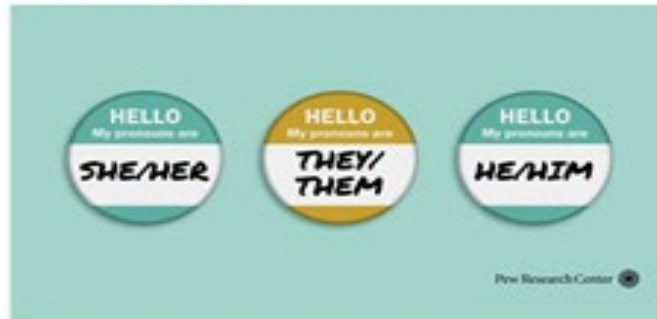 HELLO
My pronouns are
SHE/HER
HELLO
My pronouns are
THEY/
THEM
HELLO
My pronouns are
HE/HIM
Pew Research Center